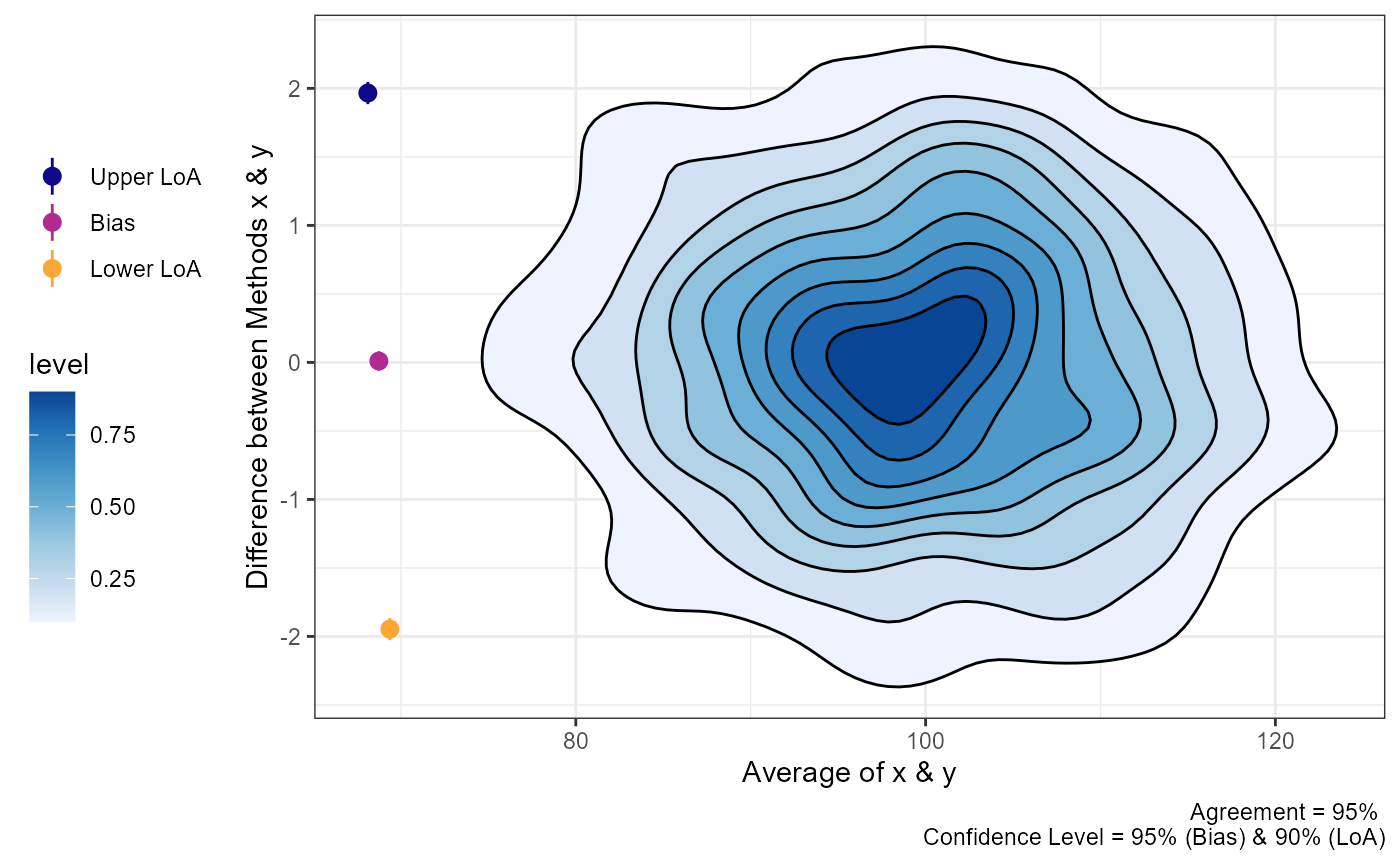 Upper LoA
Bias
Lower LoA
level
0.75
0.50
0.25
Difference between Methods x & y
2
1
0
-1
-2
80
100
120
Average of x & y
Agreement = 95%
Confidence Level = 95% (Bias) & 90% (LoA)